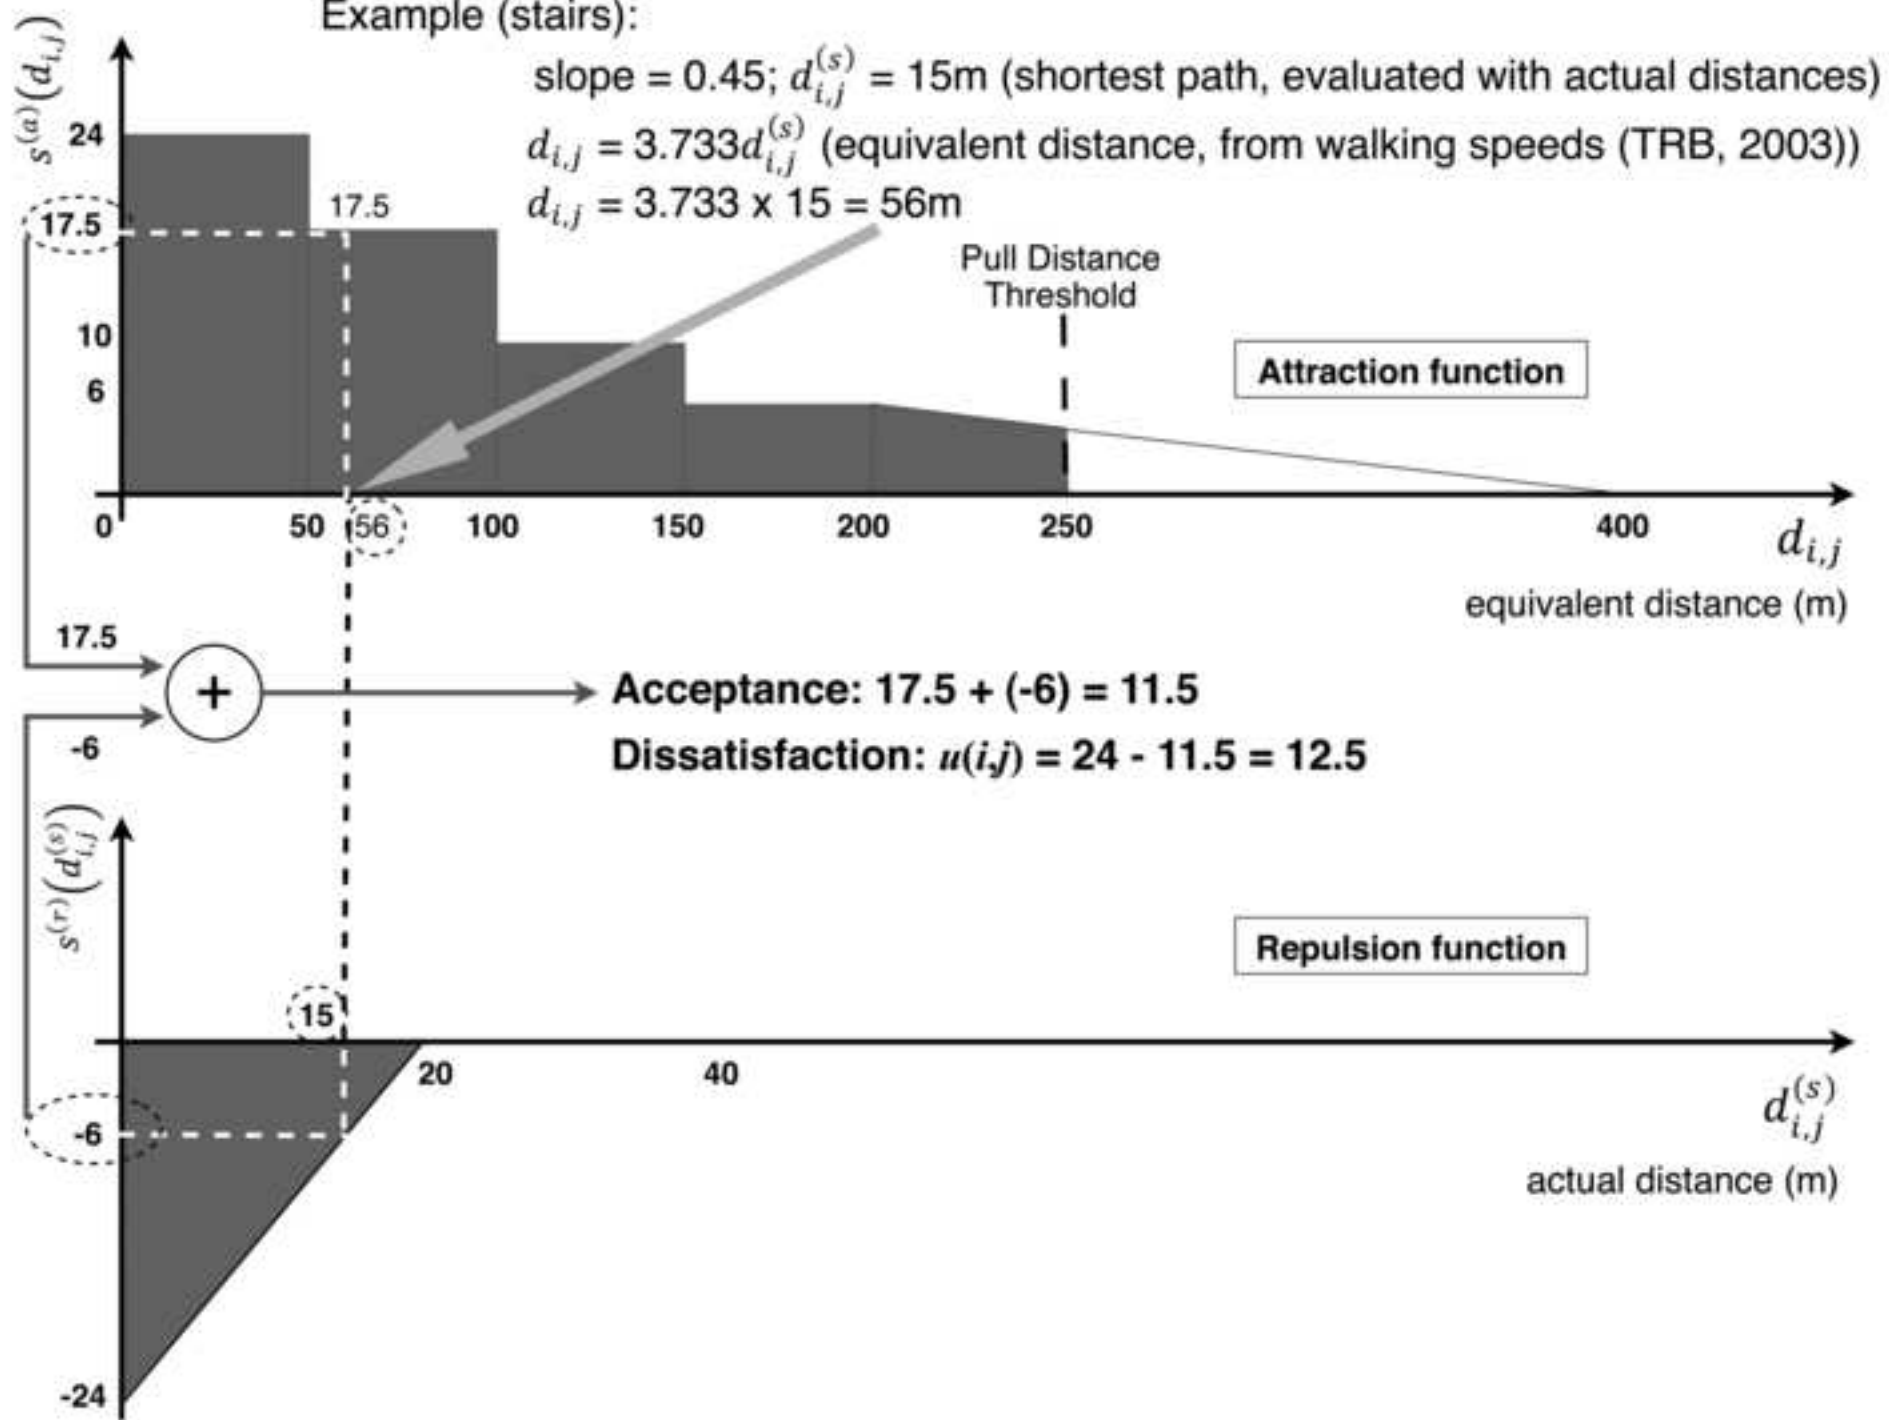 Example (stairs):
slope = 0.45; d_{i,j}^{(s)} = 15m (shortest path, evaluated with actual distances)
d_{i,j} = 3.733d_{i,j}^{(s)} (equivalent distance, from walking speeds (TRB, 2003))
d_{i,j} = 3.733 x 15 = 56m
s^{(a)}(d_{i,j})
24
17.5
17.5
10
6
Pull Distance
Threshold
Attraction function
0 50 56 100 150 200 250 400
d_{i,j}
equivalent distance (m)
17.5
+
-6
Acceptance: 17.5 + (-6) = 11.5
Dissatisfaction: u(i,j) = 24 - 11.5 = 12.5
s^{(r)}(d_{i,j}^{(s)})
Repulsion function
15
20 40
d_{i,j}^{(s)}
-6
actual distance (m)
-24